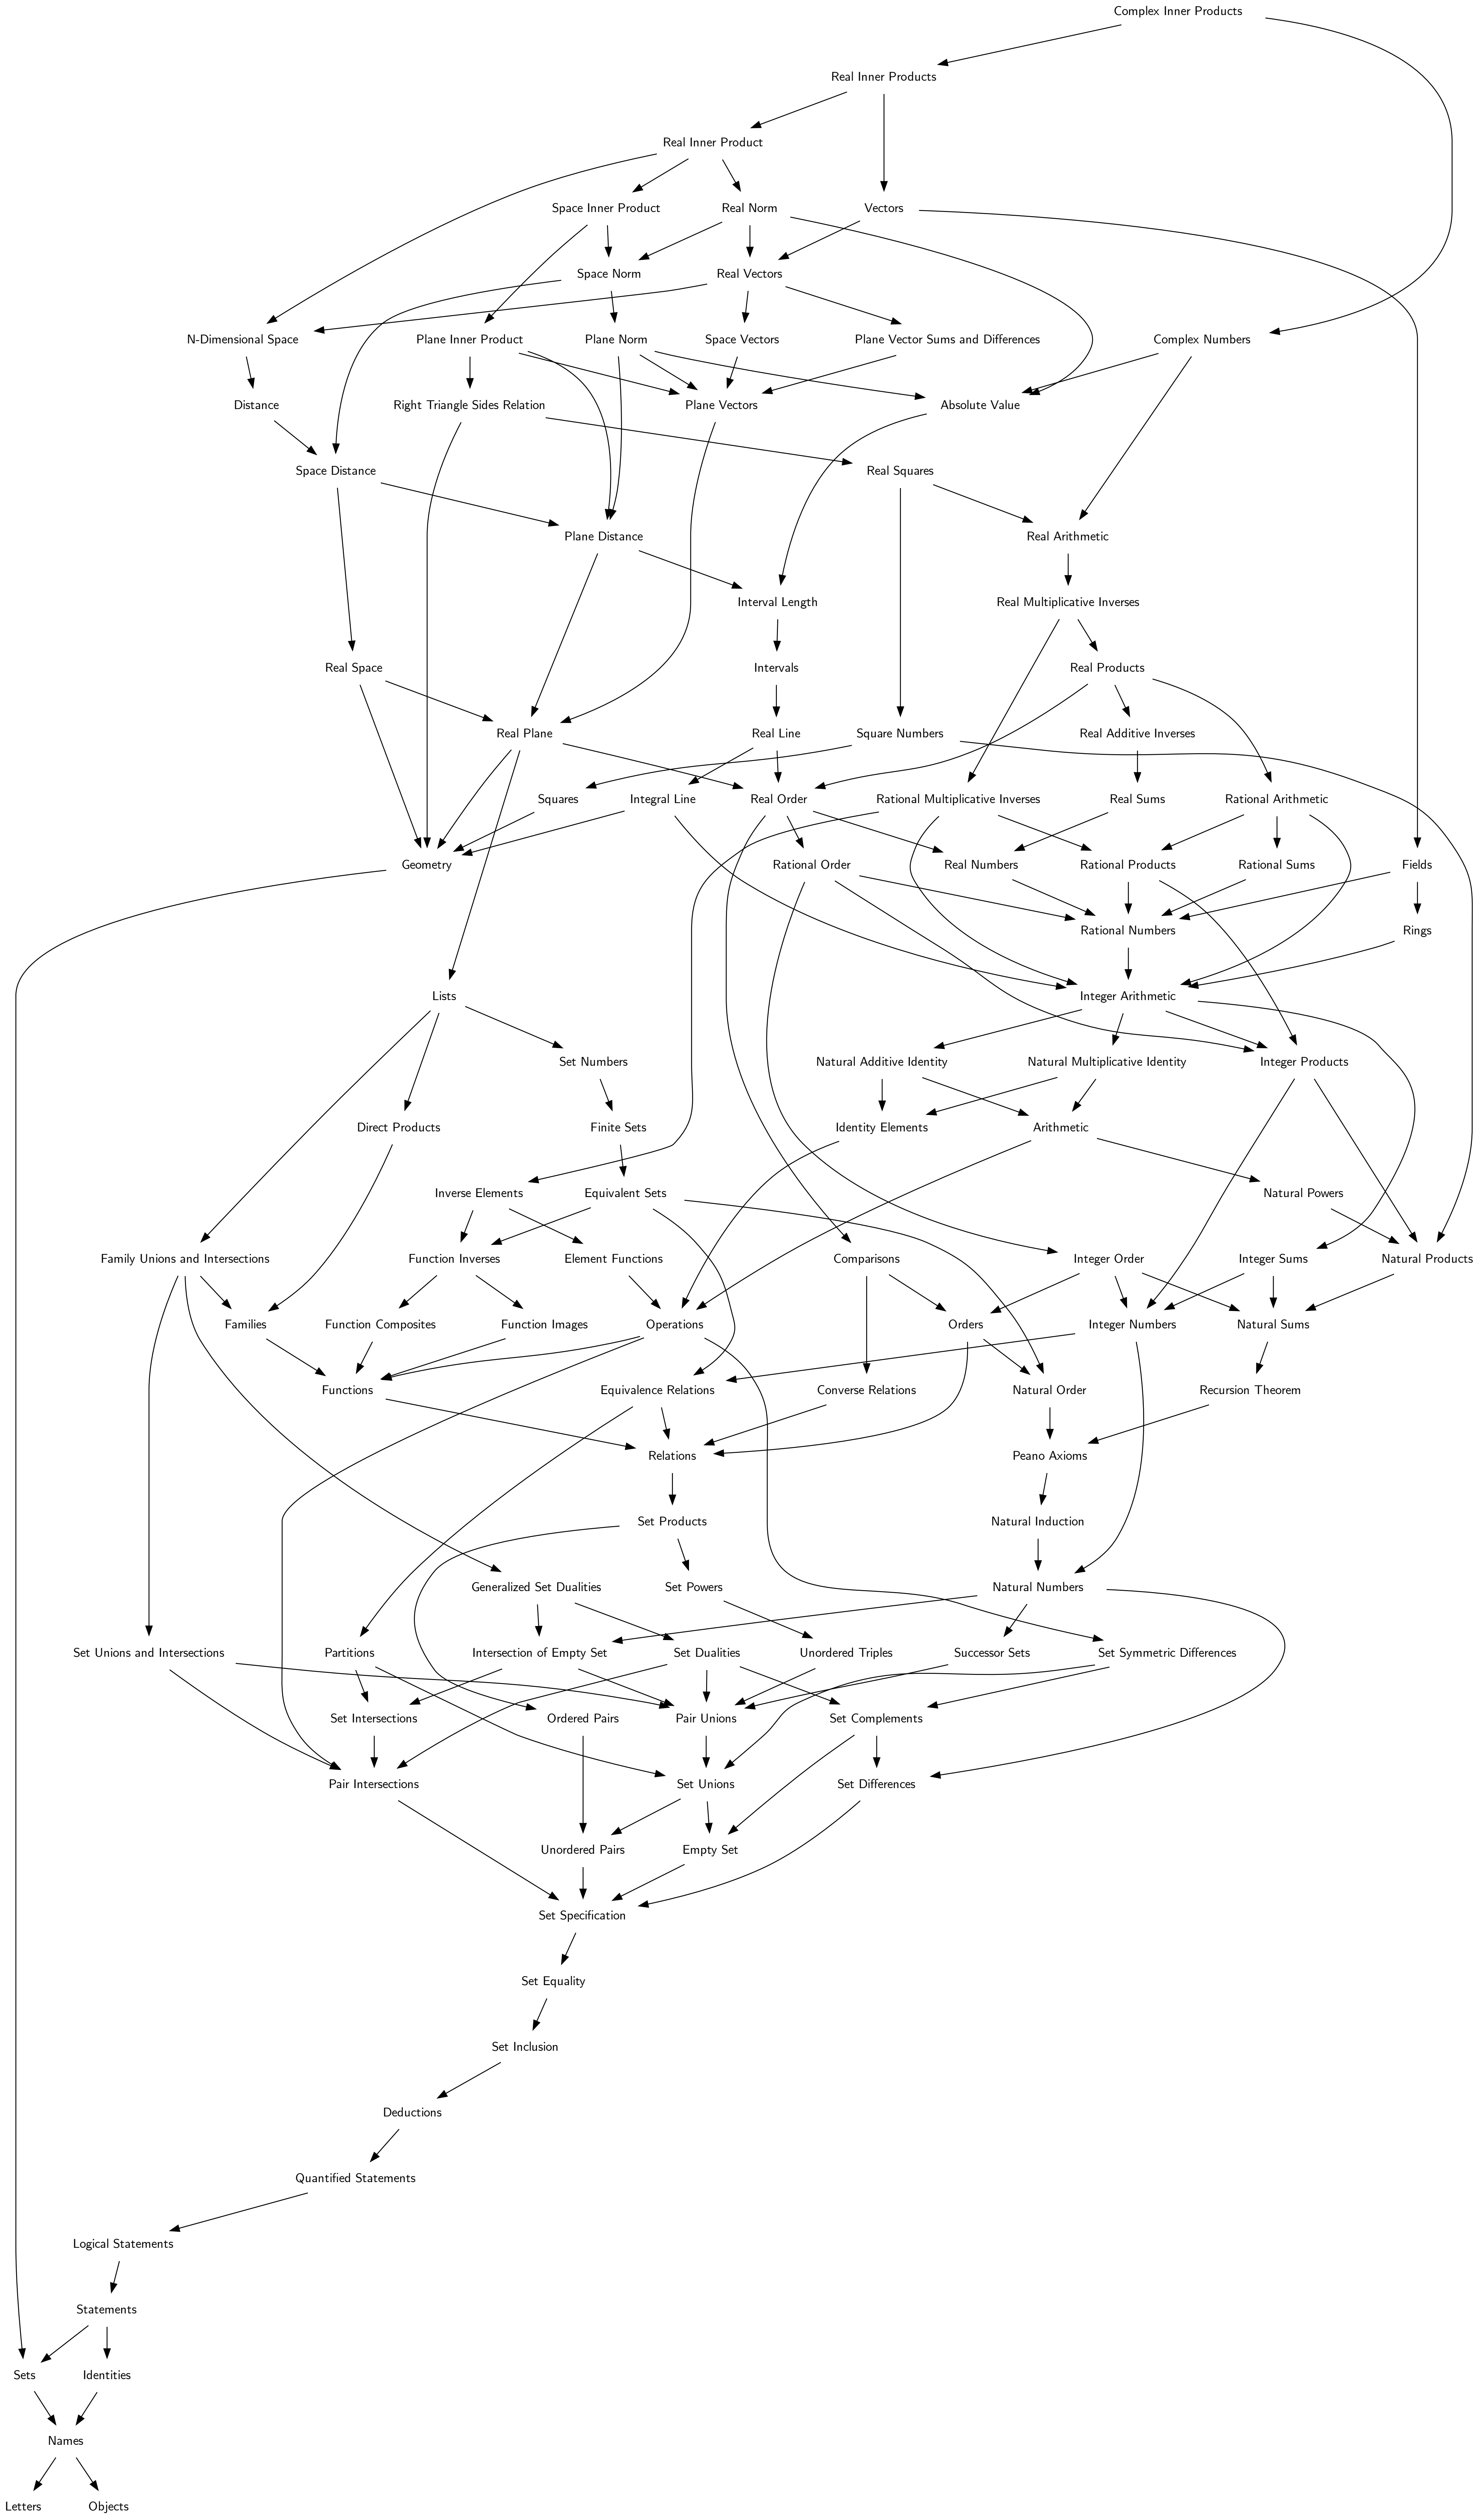 Complex Inner Products
Real Inner Products
Real Inner Product
Space Inner Product
Real Norm
Vectors
Space Norm
Real Vectors
N-Dimensional Space
Plane Inner Product
Plane Norm
Space Vectors
Plane Vector Sums and Differences
Complex Numbers
Distance
Right Triangle Sides Relation
Plane Vectors
Absolute Value
Space Distance
Real Squares
Plane Distance
Real Arithmetic
Interval Length
Real Multiplicative Inverses
Real Space
Intervals
Real Products
Real Plane
Real Line
Square Numbers
Real Additive Inverses
Squares
Integral Line
Real Order
Rational Multiplicative Inverses
Real Sums
Rational Arithmetic
Geometry
Rational Order
Real Numbers
Rational Products
Rational Sums
Fields
Rational Numbers
Rings
Lists
Integer Arithmetic
Set Numbers
Natural Additive Identity
Natural Multiplicative Identity
Integer Products
Direct Products
Finite Sets
Identity Elements
Arithmetic
Inverse Elements
Equivalent Sets
Natural Powers
Family Unions and Intersections
Function Inverses
Element Functions
Comparisons
Integer Order
Integer Sums
Natural Products
Families
Function Composites
Function Images
Operations
Orders
Integer Numbers
Natural Sums
Functions
Equivalence Relations
Converse Relations
Natural Order
Recursion Theorem
Relations
Peano Axioms
Set Products
Natural Induction
Generalized Set Dualities
Set Powers
Natural Numbers
Set Unions and Intersections
Partitions
Intersection of Empty Set
Set Dualities
Unordered Triples
Successor Sets
Set Symmetric Differences
Set Intersections
Ordered Pairs
Pair Unions
Set Complements
Pair Intersections
Set Unions
Set Differences
Unordered Pairs
Empty Set
Set Specification
Set Equality
Set Inclusion
Deductions
Quantified Statements
Logical Statements
Statements
Sets
Identities
Names
Letters
Objects